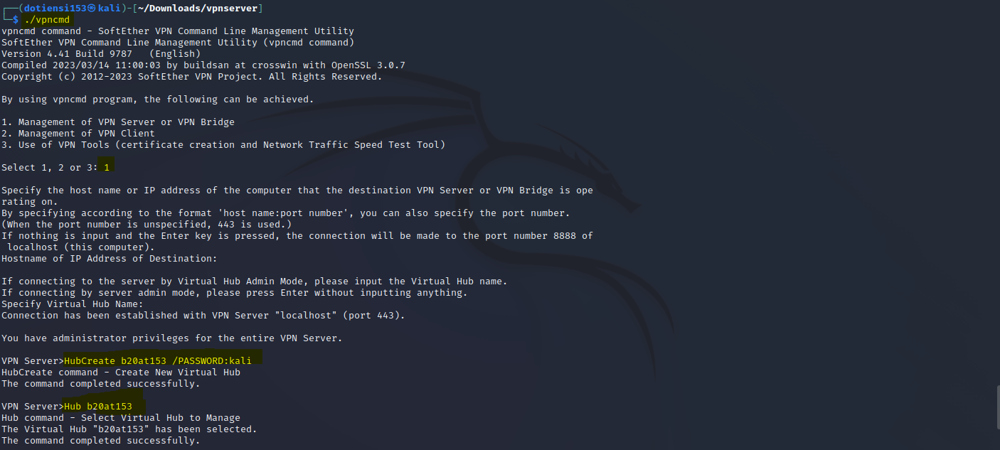 ┌──(dotiensi153㉿kali)-[~/Downloads/vpnserver]
└─$ ./vpncmd
vpncmd command - SoftEther VPN Command Line Management Utility
SoftEther VPN Command Line Management Utility (vpncmd command)
Version 4.41 Build 9787   (English)
Compiled 2023/03/14 11:00:03 by buildsan at crosswin with OpenSSL 3.0.7
Copyright (c) 2012-2023 SoftEther VPN Project. All Rights Reserved.
By using vpncmd program, the following can be achieved.
1. Management of VPN Server or VPN Bridge
2. Management of VPN Client
3. Use of VPN Tools (certificate creation and Network Traffic Speed Test Tool)
Select 1, 2 or 3: 1
Specify the host name or IP address of the computer that the destination VPN Server or VPN Bridge is ope
rating on.
By specifying according to the format 'host name:port number', you can also specify the port number.
(When the port number is unspecified, 443 is used.)
If nothing is input and the Enter key is pressed, the connection will be made to the port number 8888 of
 localhost (this computer).
Hostname of IP Address of Destination:
If connecting to the server by Virtual Hub Admin Mode, please input the Virtual Hub name.
If connecting by server admin mode, please press Enter without inputting anything.
Specify Virtual Hub Name:
Connection has been established with VPN Server "localhost" (port 443).
You have administrator privileges for the entire VPN Server.
VPN Server>HubCreate b20at153 /PASSWORD:kali
HubCreate command - Create New Virtual Hub
The command completed successfully.
VPN Server>Hub b20at153
Hub command - Select Virtual Hub to Manage
The Virtual Hub "b20at153" has been selected.
The command completed successfully.